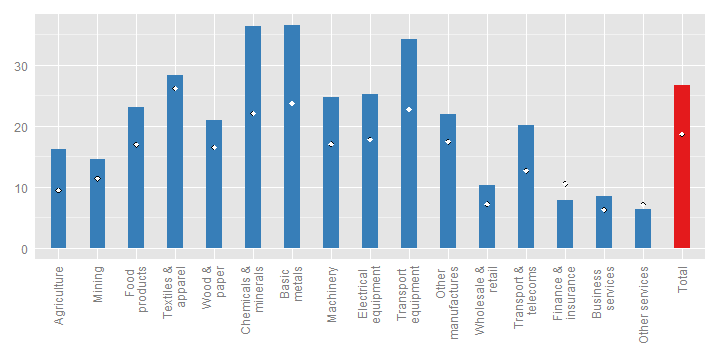 30
20
10
0
Agriculture
Mining
Food
products
Textiles &
apparel
Wood &
paper
Chemicals &
minerals
Basic
metals
Machinery
Electrical
equipment
Transport
equipment
Other
manufactures
Wholesale &
retail
Transport &
telecoms
Finance &
insurance
Business
services
Other services
Total